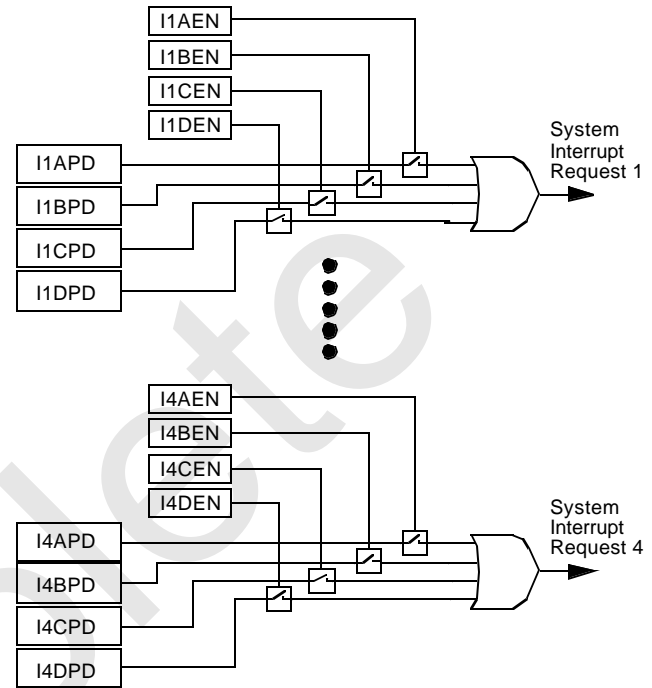 I1AEN
I1BEN
I1CEN
I1DEN
System
Interrupt
Request 1
I1APD
I1BPD
I1CPD
I1DPD
I4AEN
I4BEN
I4CEN
I4DEN
System
Interrupt
Request 4
I4APD
I4BPD
I4CPD
I4DPD
lete